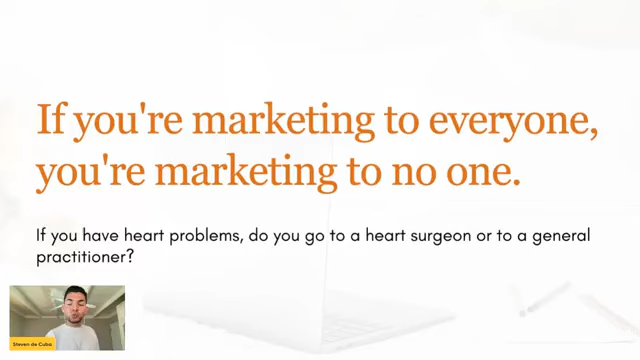 If you're marketing to everyone,
you're marketing to no one.
If you have heart problems, do you go to a heart surgeon or to a general
practitioner?
Steven de Cuba